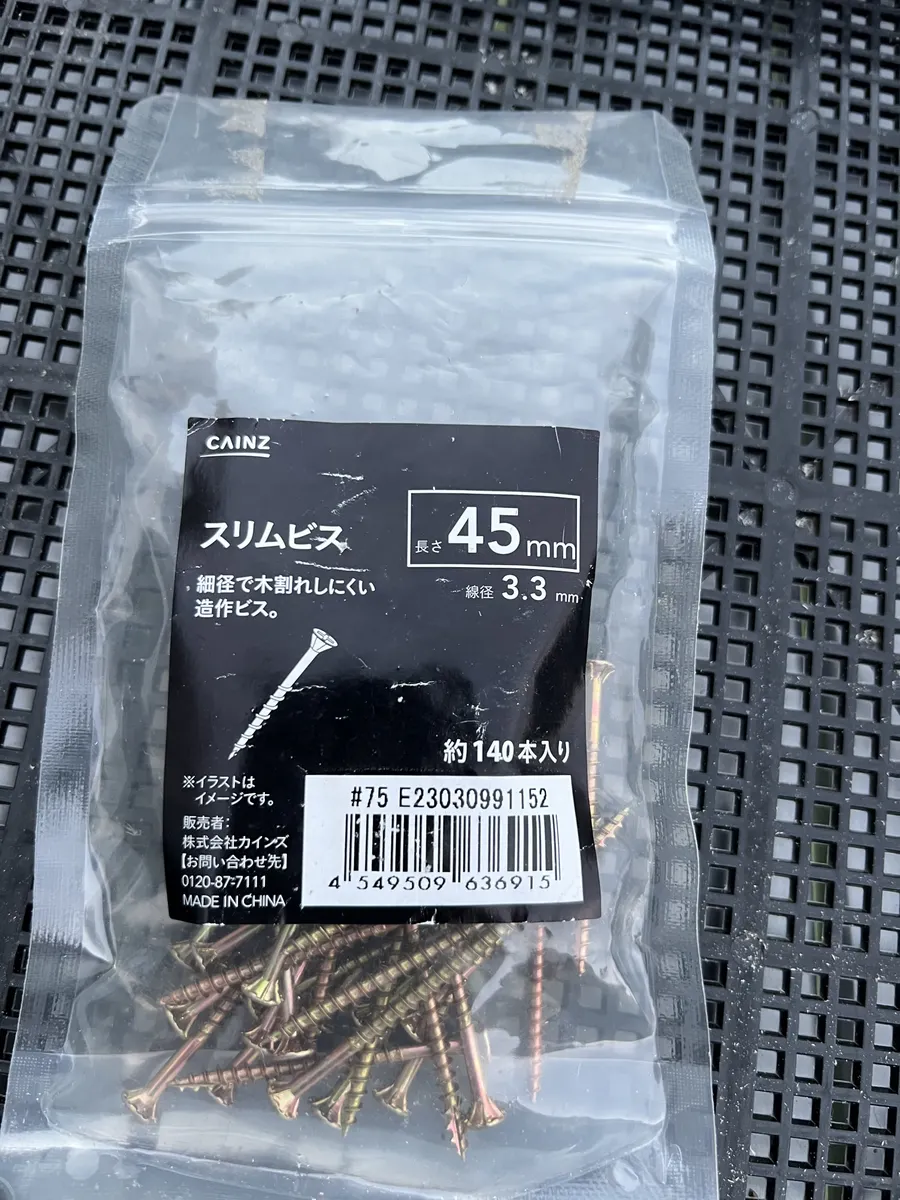 CAINZ
スリムビス
長さ 45mm
線径 3.3 mm
細径で木割れしにくい
造作ビス。
約140本入り
※イラストは
イメージです。
販売者:
株式会社カインズ
【お問い合わせ先】
0120-87-7111
MADE IN CHINA
#75 E23030991152
4 549509 636915